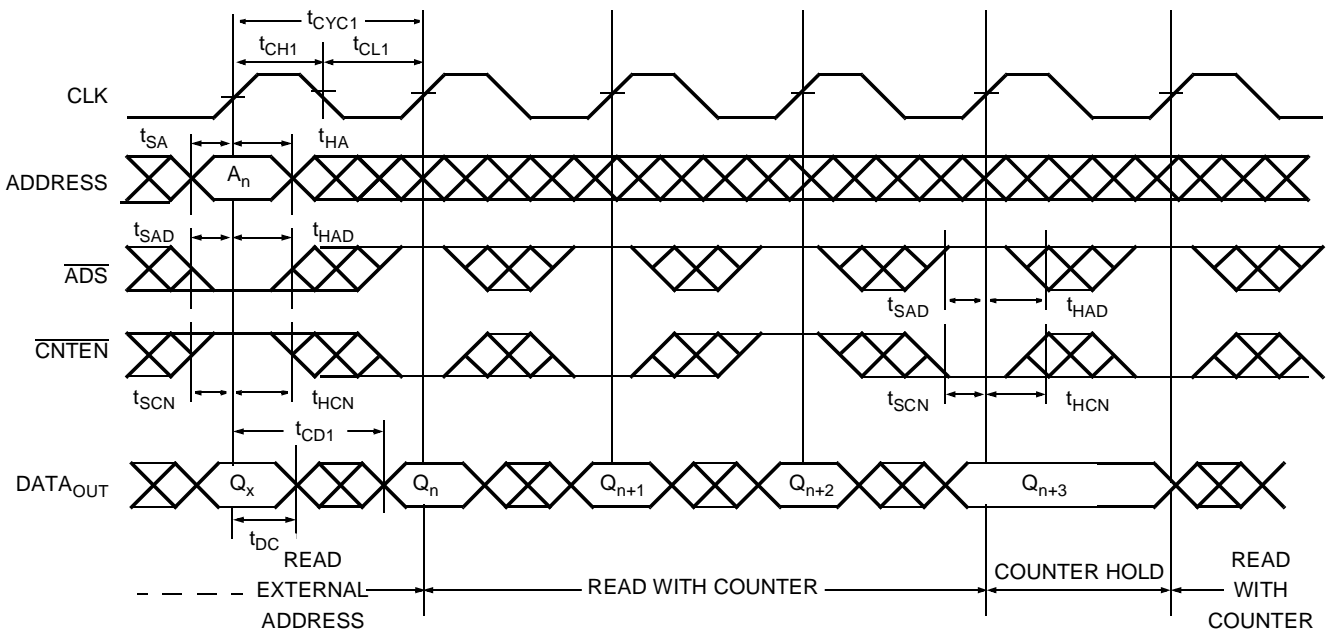 tCYC1
tCH1 tCL1
CLK
tSA tHA
ADDRESS An
tSAD tHAD
ADS
tSAD tHAD
CNTEN
tSCN tHCN tSCN tHCN
tCD1
DATAOUT Qx Qn Qn+1 Qn+2 Qn+3
tDC
READ
EXTERNAL
ADDRESS
READ WITH COUNTER
COUNTER HOLD
READ
WITH
COUNTER